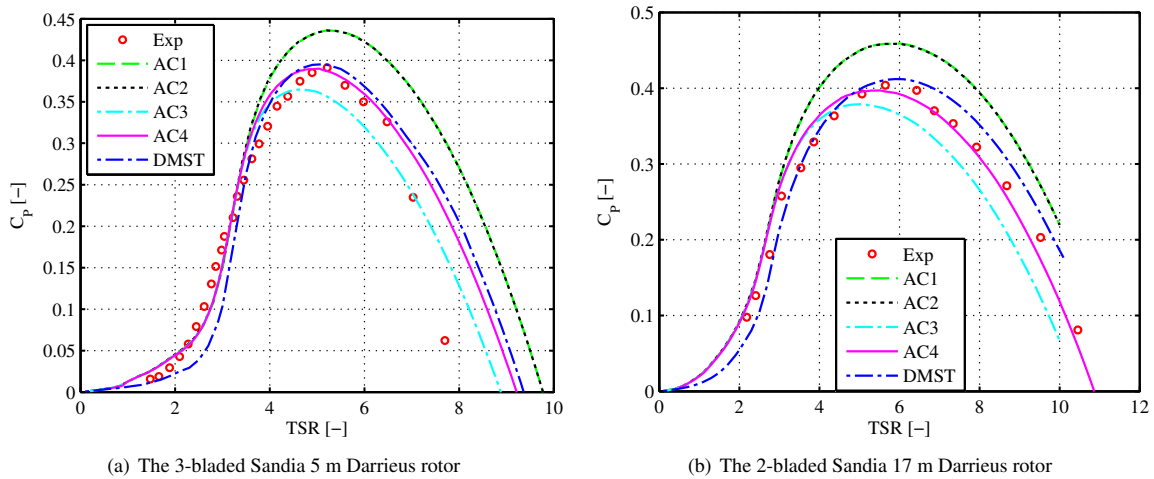 0.45
0.4
0.35
0.3
0.25
0.2
0.15
0.1
0.05
0
C_P [−]
Exp
AC1
AC2
AC3
AC4
DMST
0 2 4 6 8 10
TSR [−]
(a) The 3-bladed Sandia 5 m Darrieus rotor
0.5
0.4
0.3
0.2
0.1
0
C_P [−]
Exp
AC1
AC2
AC3
AC4
DMST
0 2 4 6 8 10 12
TSR [−]
(b) The 2-bladed Sandia 17 m Darrieus rotor